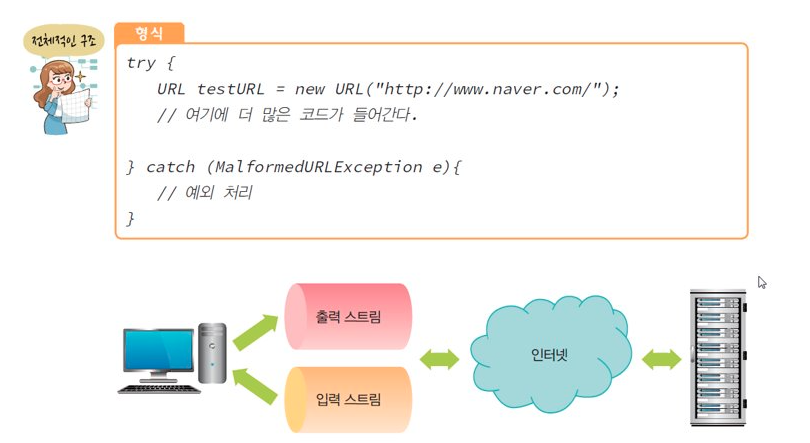 전체적인 구조
형식
try {
URL testURL = new URL("http://www.naver.com/");
// 여기에 더 많은 코드가 들어간다.
} catch (MalformedURLException e){
// 예외 처리
}
출력 스트림
인터넷
입력 스트림